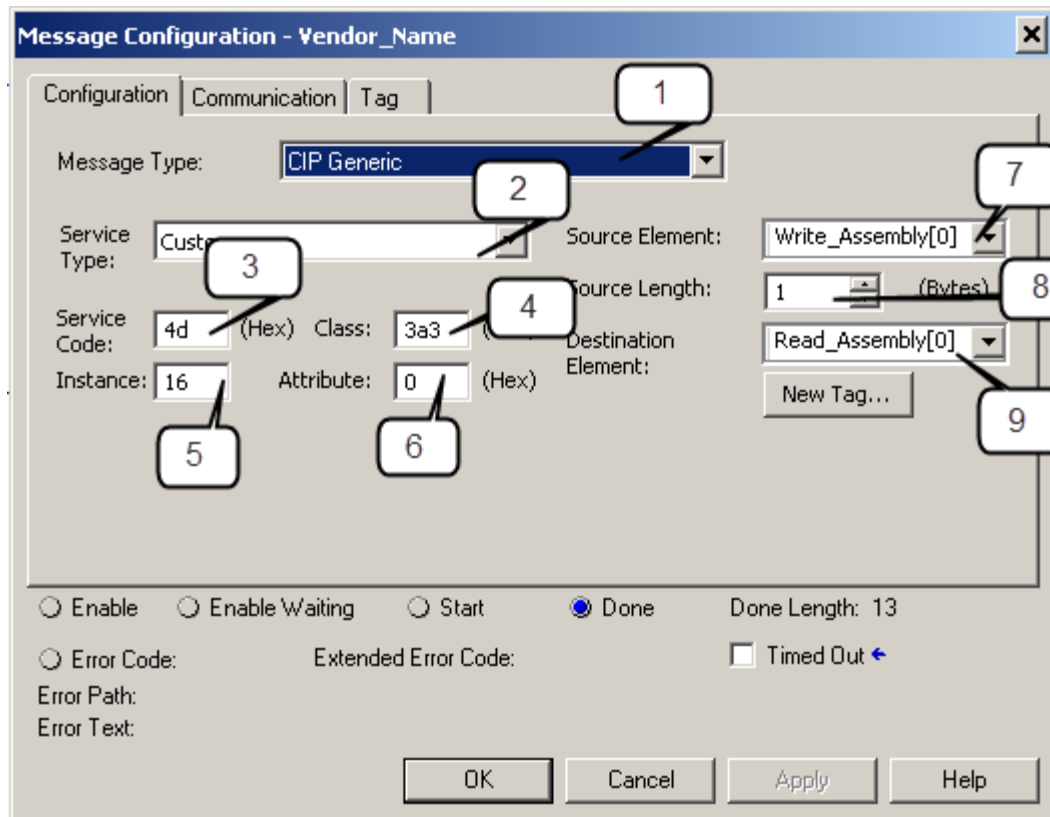 Message Configuration - Vendor_Name
Configuration Communication Tag
1
Message Type: CIP Generic
2
7
Service Type:
Source Element: Write_Assembly[0]
3
Source Length: 1 (Bytes)
8
4
Service Code: 4d (Hex) Class: 3a3
Destination Element: Read_Assembly[0]
Instance: 16 Attribute: 0 (Hex)
New Tag...
5
6
9
Enable Enable Waiting Start Done Done Length: 13
Error Code: Extended Error Code: Timed Out
Error Path:
Error Text:
OK Cancel Apply Help